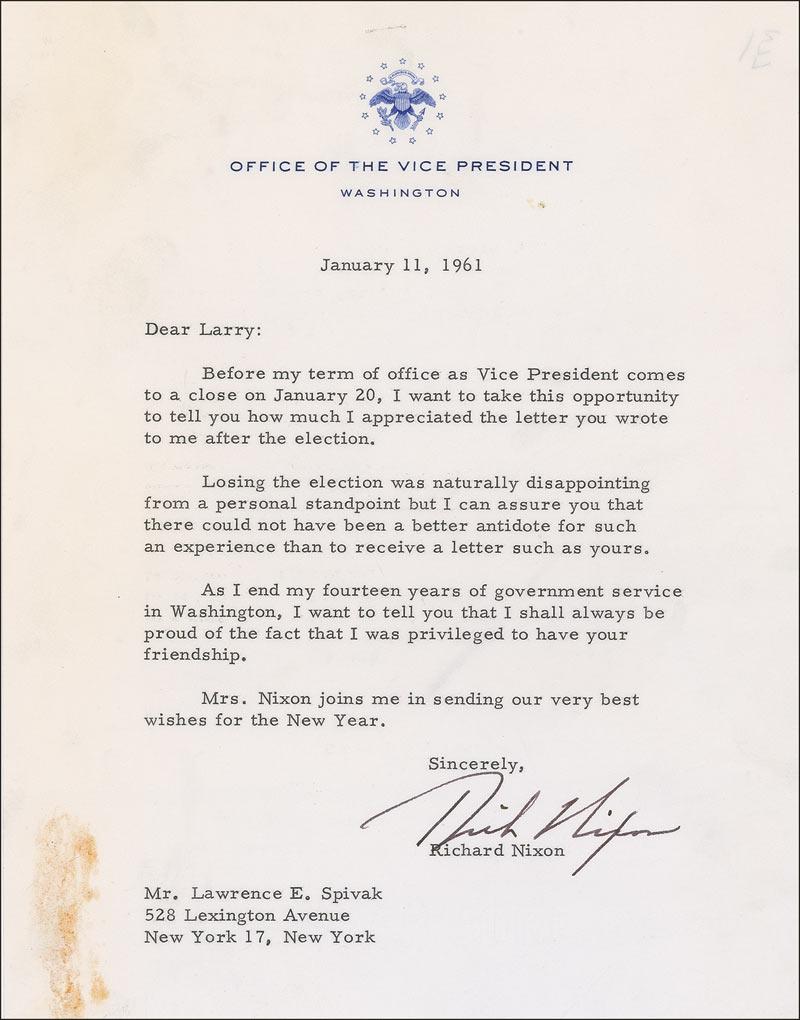 1E
OFFICE OF THE VICE PRESIDENT
WASHINGTON
January 11, 1961
Dear Larry:
Before my term of office as Vice President comes
to a close on January 20, I want to take this opportunity
to tell you how much I appreciated the letter you wrote
to me after the election.
Losing the election was naturally disappointing
from a personal standpoint but I can assure you that
there could not have been a better antidote for such
an experience than to receive a letter such as yours.
As I end my fourteen years of government service
in Washington, I want to tell you that I shall always be
proud of the fact that I was privileged to have your
friendship.
Mrs. Nixon joins me in sending our very best
wishes for the New Year.
Sincerely,
Dick Nixon
Richard Nixon
Mr. Lawrence E. Spivak
528 Lexington Avenue
New York 17, New York